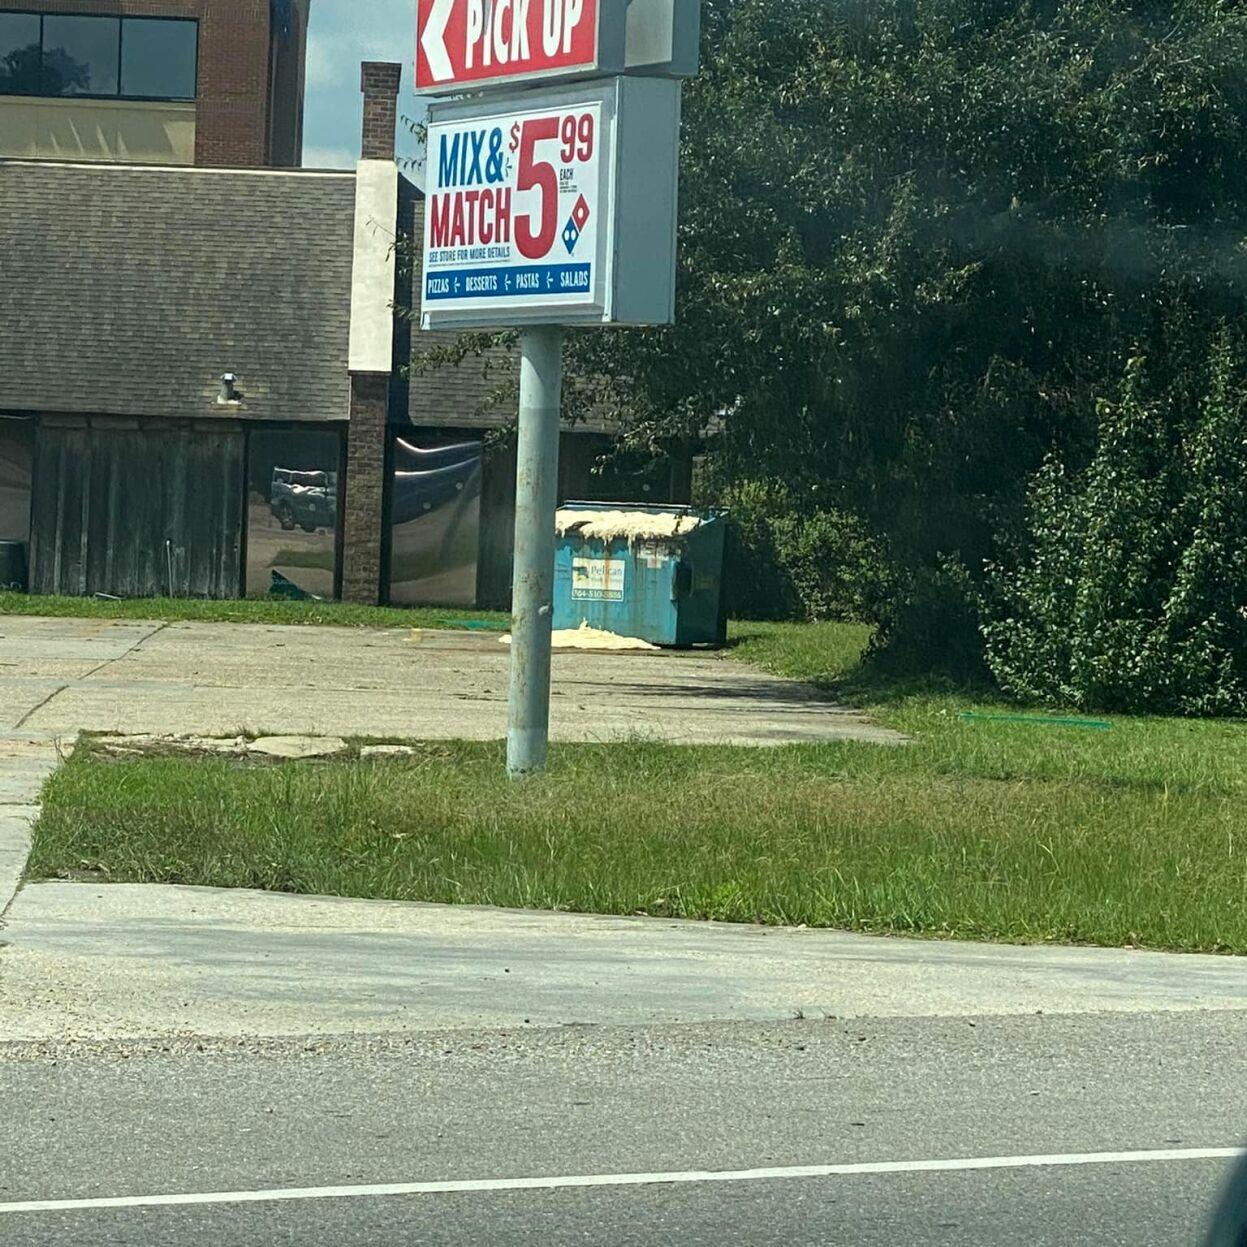 PICK UP
MIX& $5.99
EACH
MATCH
SEE STORE FOR MORE DETAILS
PIZZAS DESSERTS PASTAS SALADS
Pelican